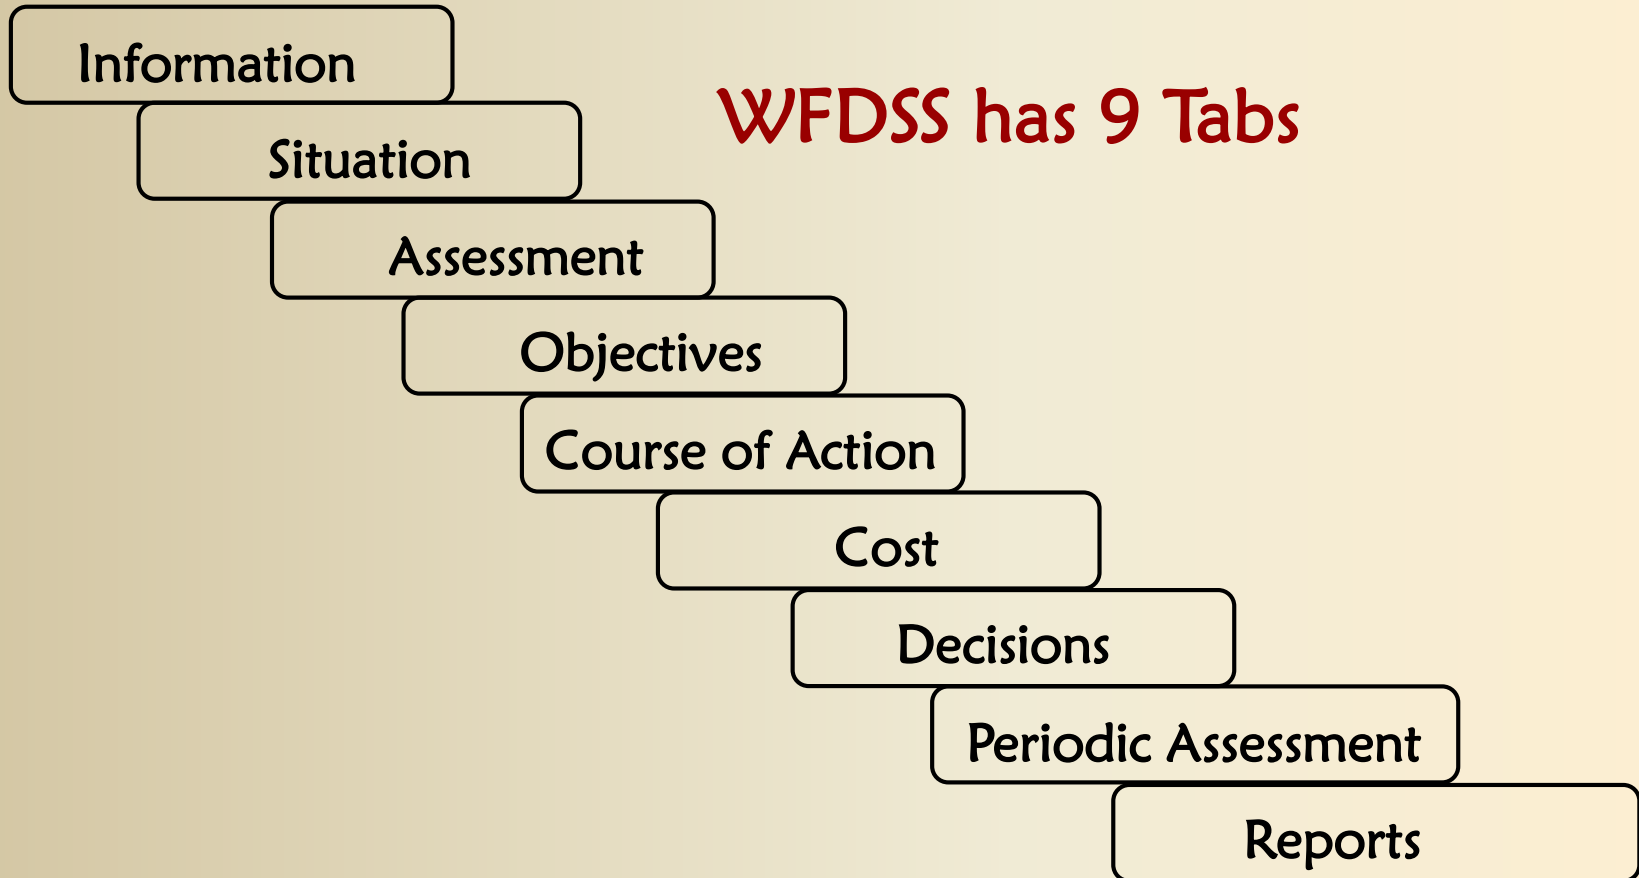 Information
WFDSS has 9 Tabs
Situation
Assessment
Objectives
Course of Action
Cost
Decisions
Periodic Assessment
Reports